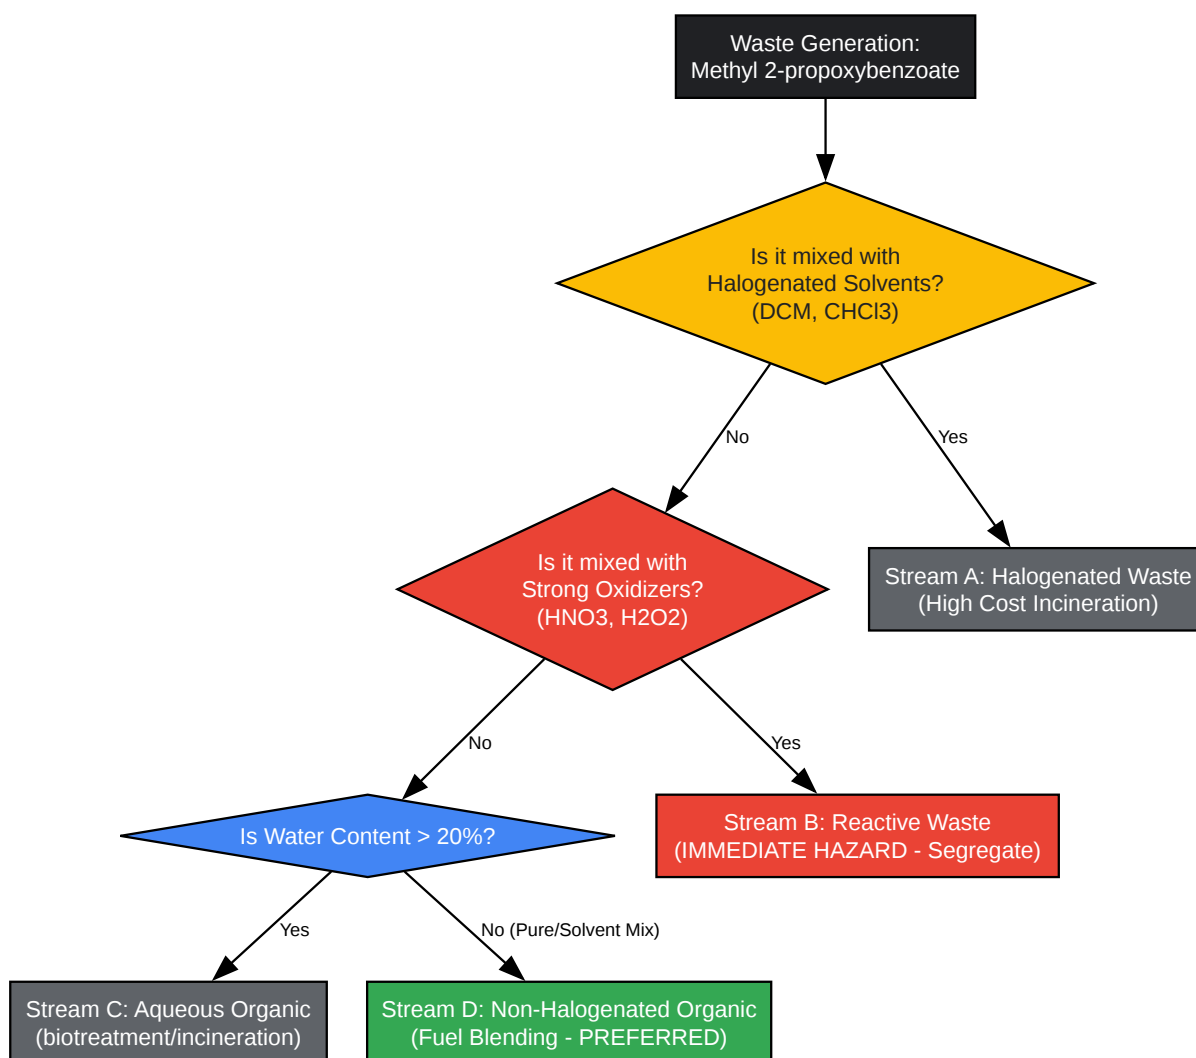 Waste Generation:
Methyl 2-propoxybenzoate
Is it mixed with
Halogenated Solvents?
(DCM, CHCl3)
No
Yes
Is it mixed with
Strong Oxidizers?
(HNO3, H2O2)
Stream A: Halogenated Waste
(High Cost Incineration)
No
Yes
Is Water Content > 20%?
Stream B: Reactive Waste
(IMMEDIATE HAZARD - Segregate)
Yes
No (Pure/Solvent Mix)
Stream C: Aqueous Organic
(biotreatment/incineration)
Stream D: Non-Halogenated Organic
(Fuel Blending - PREFERRED)